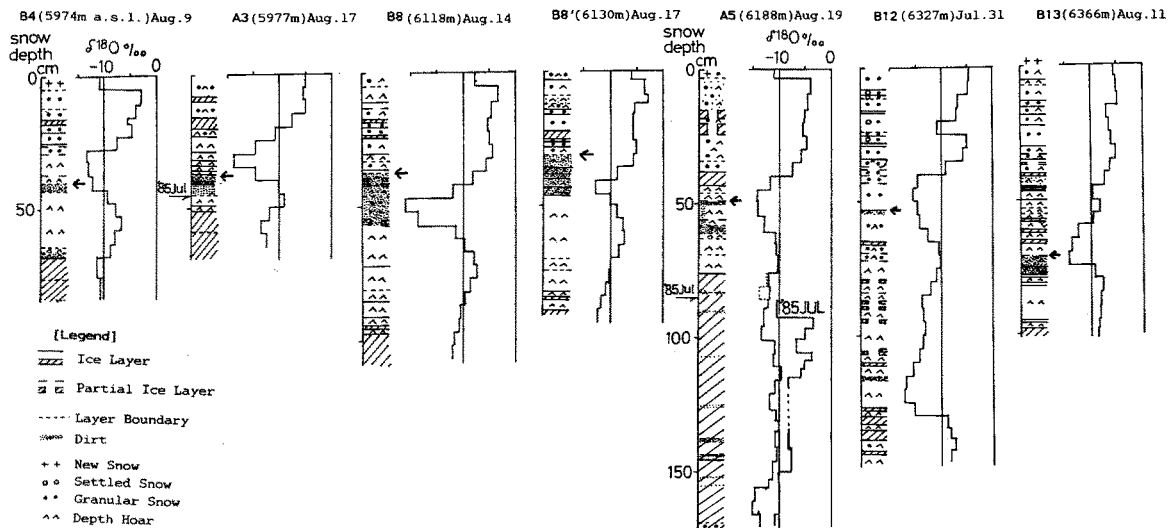 B4(5974m a.s.l.)Aug.9
A3(5977m)Aug.17
B8(6118m)Aug.14
B8'(6130m)Aug.17
A5(6188m)Aug.19
B12(6327m)Jul.31
B13(6366m)Aug.11
snow depth cm
δ18O ‰
-10 0
0
50
'85Jul
snow depth cm
δ18O ‰
-10 0
0
50
100
150
'85Jul
'85JUL
[Legend]
Ice Layer
Partial Ice Layer
Layer Boundary
Dirt
New Snow
Settled Snow
Granular Snow
Depth Hoar